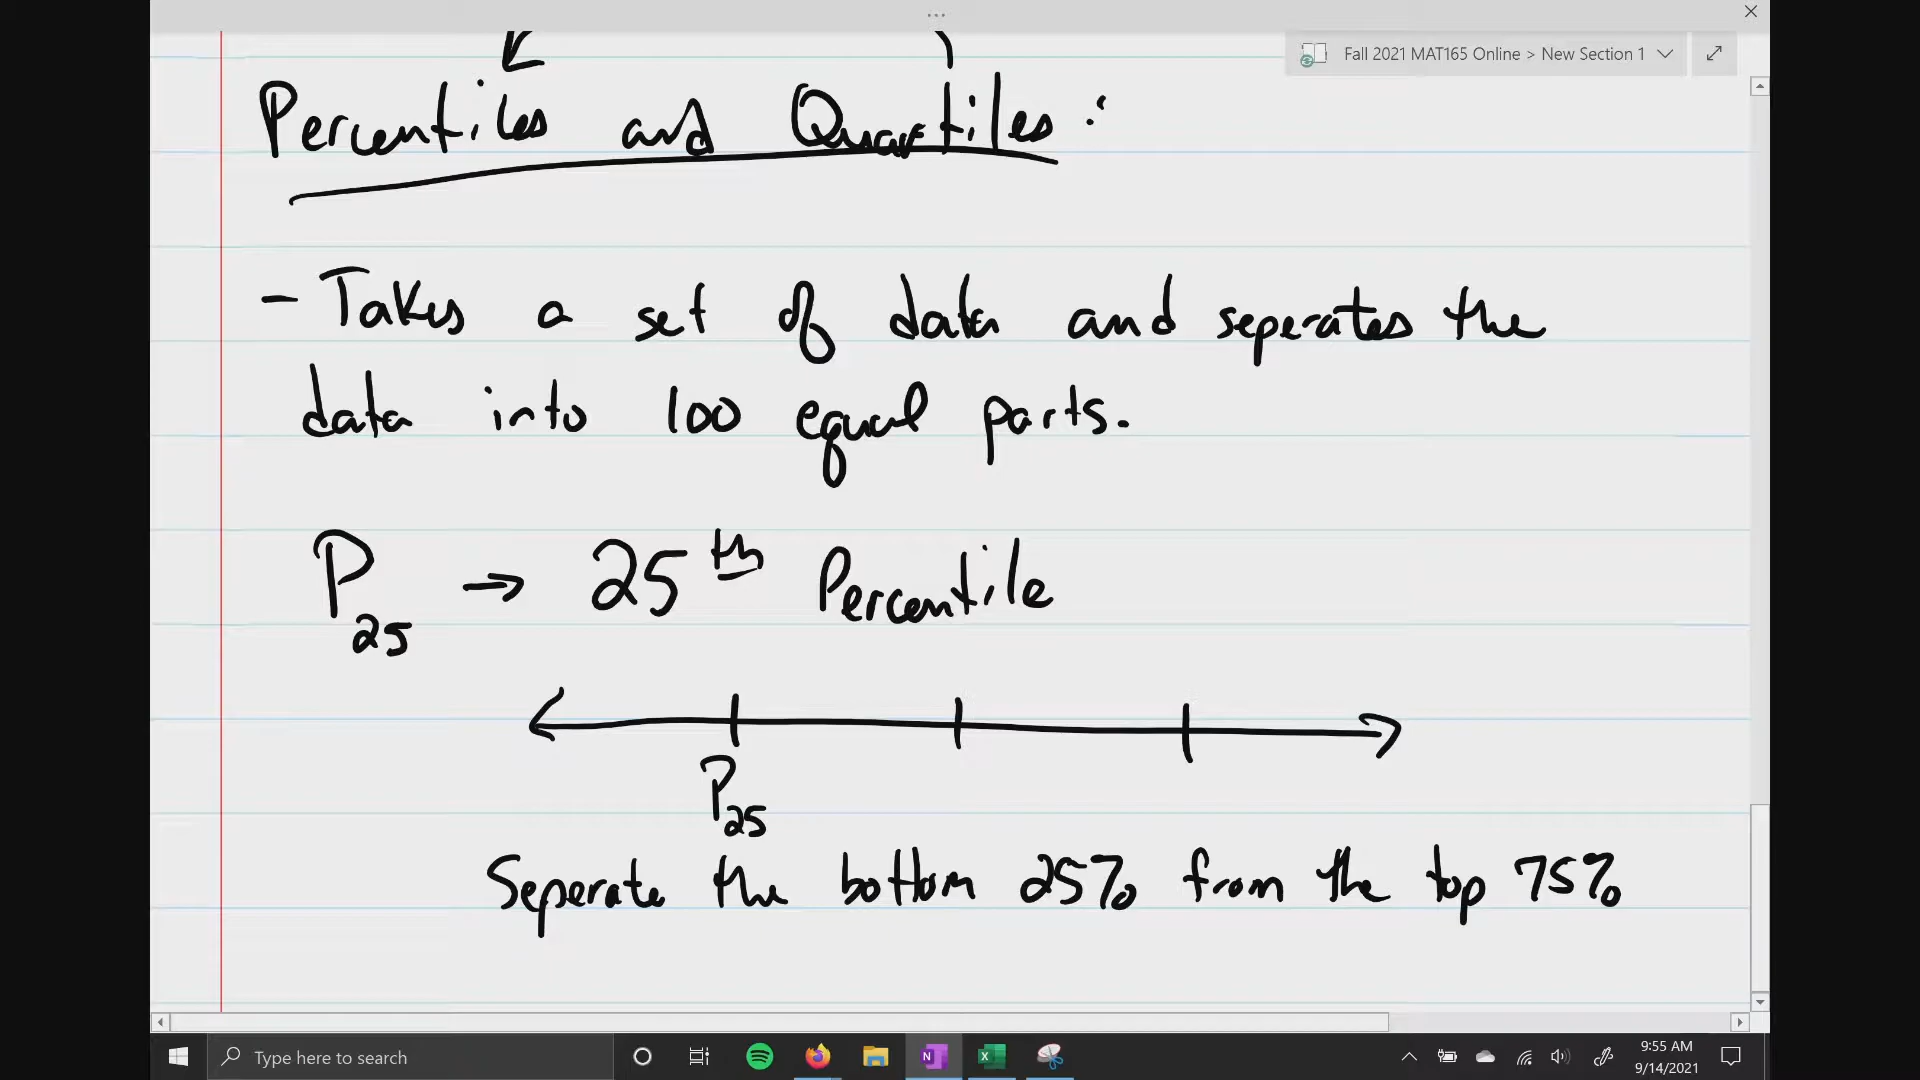 Fall 2021 MAT165 Online > New Section 1
Percentiles and Quartiles :
- Takes a set of data and seperates the
data into 100 equal parts.
P25 → 25th Percentile
P25
Seperate the bottom 25% from the top 75%
Type here to search
9:55 AM
9/14/2021